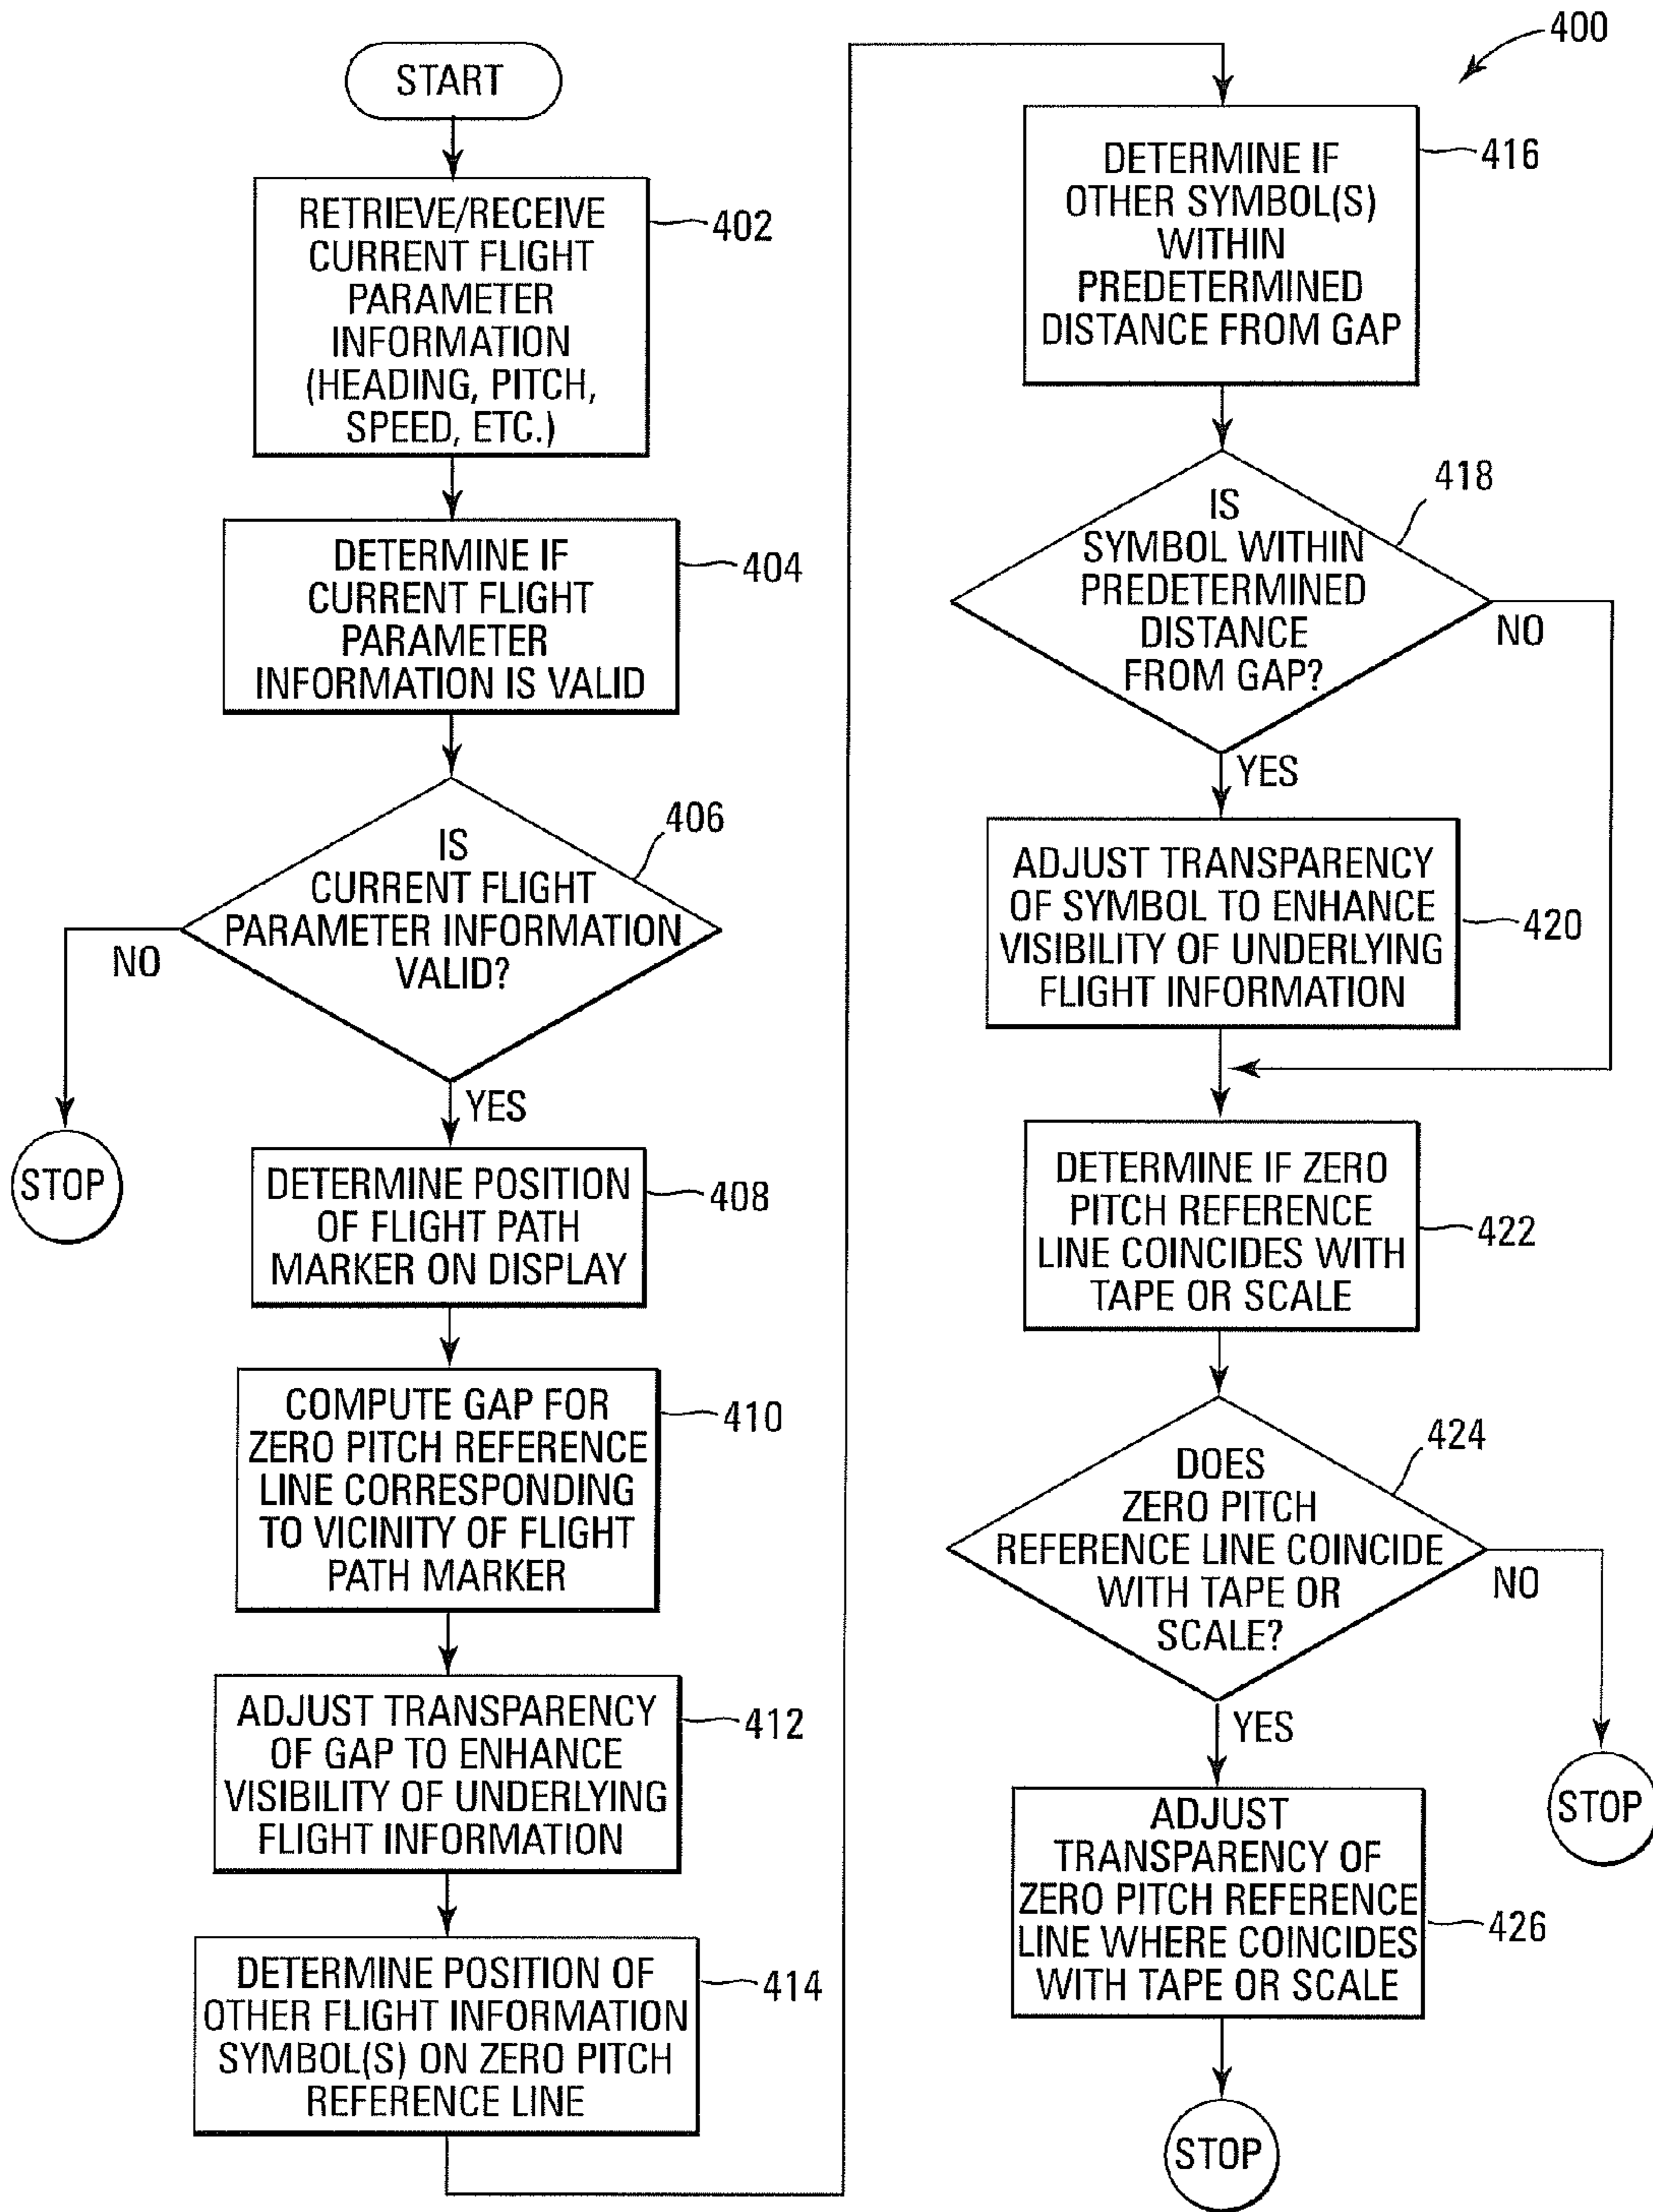 START
RETRIEVE/RECEIVE
CURRENT FLIGHT
PARAMETER
INFORMATION
(HEADING, PITCH,
SPEED, ETC.)
402
DETERMINE IF
CURRENT FLIGHT
PARAMETER
INFORMATION IS VALID
404
IS
CURRENT FLIGHT
PARAMETER INFORMATION
VALID?
406
NO
STOP
YES
DETERMINE POSITION
OF FLIGHT PATH
MARKER ON DISPLAY
408
COMPUTE GAP FOR
ZERO PITCH REFERENCE
LINE CORRESPONDING
TO VICINITY OF FLIGHT
PATH MARKER
410
ADJUST TRANSPARENCY
OF GAP TO ENHANCE
VISIBILITY OF UNDERLYING
FLIGHT INFORMATION
412
DETERMINE POSITION OF
OTHER FLIGHT INFORMATION
SYMBOL(S) ON ZERO PITCH
REFERENCE LINE
414
400
DETERMINE IF
OTHER SYMBOL(S)
WITHIN
PREDETERMINED
DISTANCE FROM GAP
416
IS
SYMBOL WITHIN
PREDETERMINED
DISTANCE
FROM GAP?
418
NO
YES
ADJUST TRANSPARENCY
OF SYMBOL TO ENHANCE
VISIBILITY OF UNDERLYING
FLIGHT INFORMATION
420
DETERMINE IF ZERO
PITCH REFERENCE
LINE COINCIDES WITH
TAPE OR SCALE
422
DOES
ZERO PITCH
REFERENCE LINE COINCIDE
WITH TAPE OR
SCALE?
424
NO
STOP
YES
ADJUST
TRANSPARENCY OF
ZERO PITCH REFERENCE
LINE WHERE COINCIDES
WITH TAPE OR SCALE
426
STOP